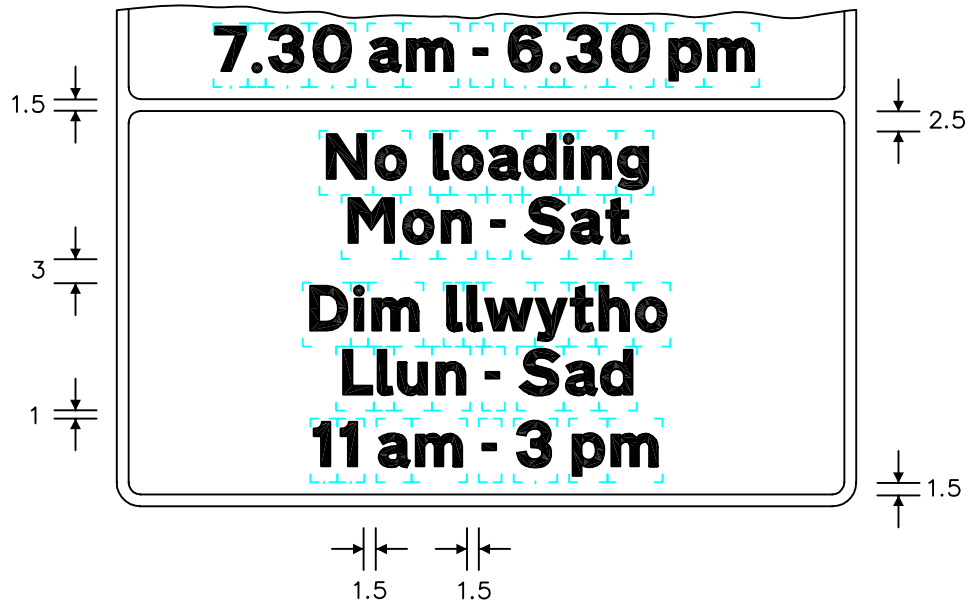 7.30 am - 6.30 pm
1.5
2.5
No loading
Mon - Sat
3
Dim llwytho
Llun - Sad
1
11 am - 3 pm
1.5
1.5 1.5